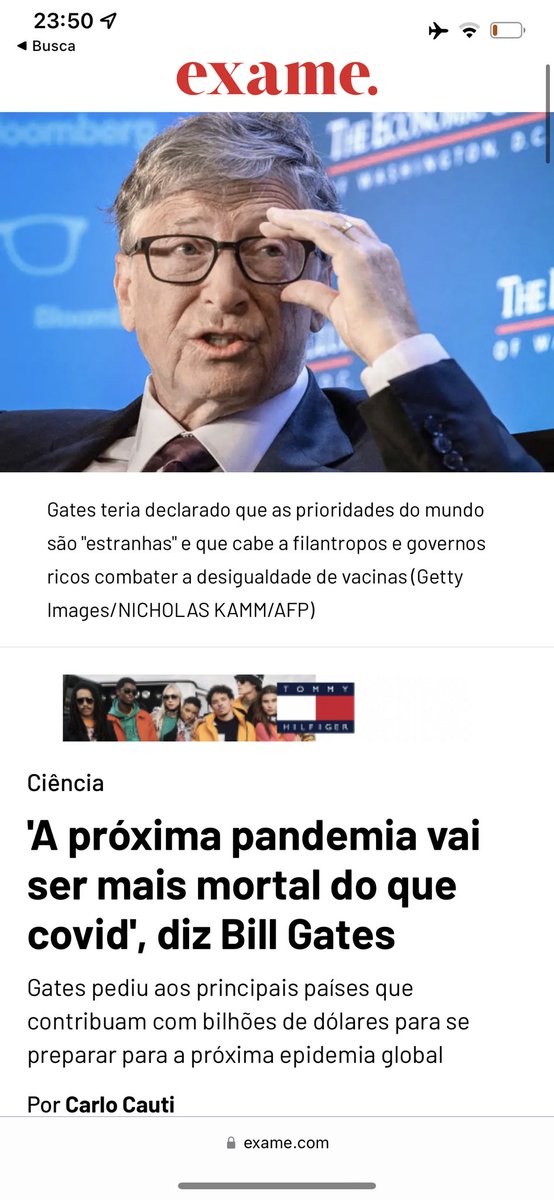 23:50
Busca
exame.
Bloomberg
THE ECONOMIC CLUB
OF WASHINGTON, D.C.
THE
OF WA
Gates teria declarado que as prioridades do mundo
são "estranhas" e que cabe a filantropos e governos
ricos combater a desigualdade de vacinas (Getty
Images/NICHOLAS KAMM/AFP)
TOMMY
HILFIGER
Ciência
'A próxima pandemia vai
ser mais mortal do que
covid', diz Bill Gates
Gates pediu aos principais países que
contribuam com bilhões de dólares para se
preparar para a próxima epidemia global
Por Carlo Cauti
exame.com